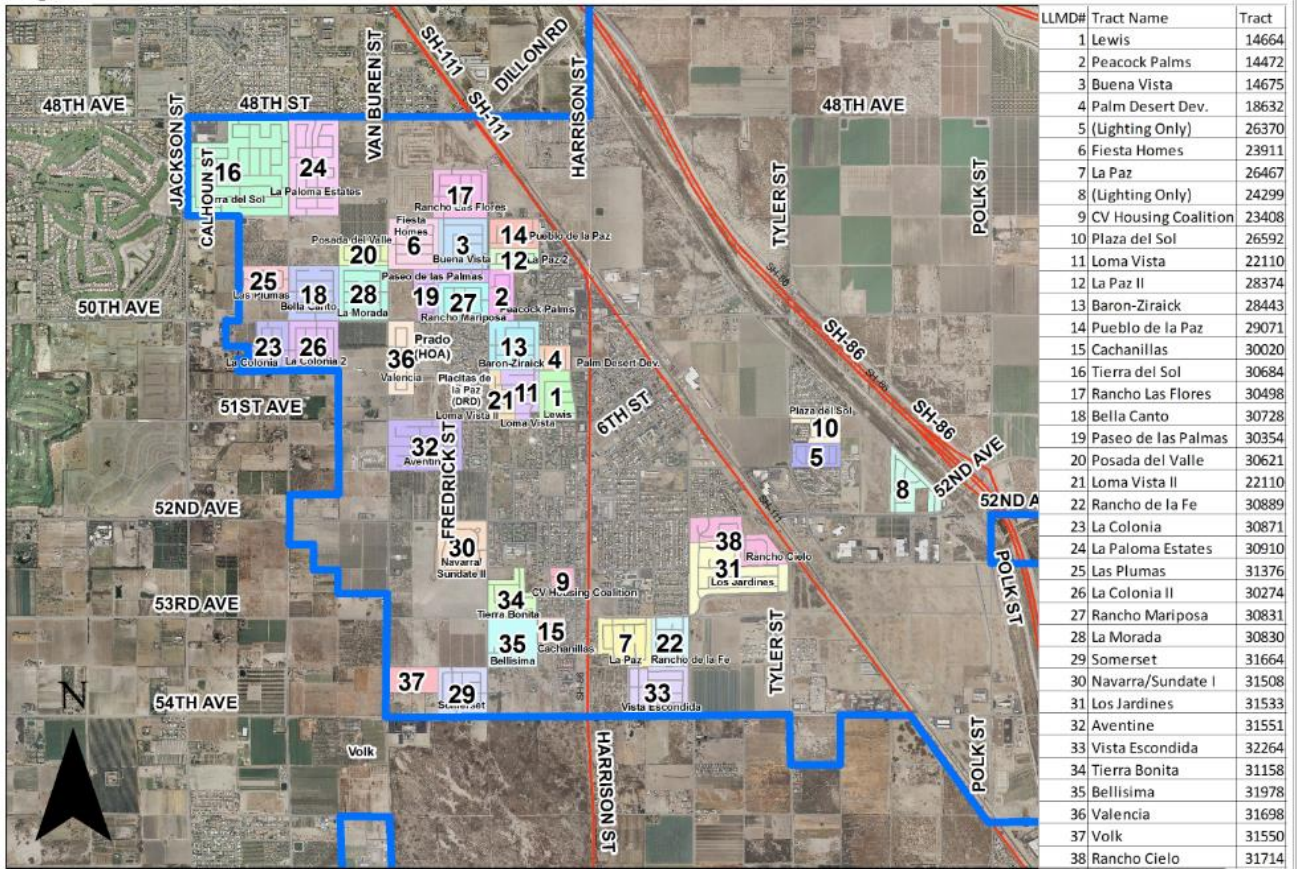 48TH AVE
48TH ST
JACKSON ST
CALHOUN ST
VAN BUREN ST
SH-111
SH-111
DILLON RD
HARRISON ST
48TH AVE
TYLER ST
POLK ST
16
Tierra del Sol
24
La Paloma Estates
17
Rancho Las Flores
Fiesta
Homes
6
3
Buena Vista
14
Pueblo de la Paz
12
La Paz 2
Posada del Valle
20
25
Las Plumas
18
Bella Canto
28
La Morada
Paseo de las Palmas
19
27
Rancho Mariposa
2
Peacock Palms
50TH AVE
SH-86
SH-86
SH-86
SH-86
23
La Colonia
26
La Colonia 2
Prado
(HOA)
36
Valencia
13
Baron-Ziraick
4
Palm Desert Dev.
Placitas de
la Paz
(DRD)
21
11
1
Lewis
Loma Vista II
Loma Vista
51ST AVE
6TH ST
Plaza del Sol
10
5
8
52ND AVE
52ND A
32
Aventin
FREDRICK ST
52ND AVE
30
Navarra/
Sundate II
38
Rancho Cielo
31
Los Jardines
POLK ST
9
CV Housing Coalition
34
Tierra Bonita
53RD AVE
35
Bellisima
15
Cachanillas
7
La Paz
22
Rancho de la Fe
TYLER ST
37
29
Somerset
33
Vista Escondida
54TH AVE
SH-86
N
Volk
HARRISON ST
POLK ST
LLMD# Tract Name Tract
1 Lewis 14664
2 Peacock Palms 14472
3 Buena Vista 14675
4 Palm Desert Dev. 18632
5 (Lighting Only) 26370
6 Fiesta Homes 23911
7 La Paz 26467
8 (Lighting Only) 24299
9 CV Housing Coalition 23408
10 Plaza del Sol 26592
11 Loma Vista 22110
12 La Paz II 28374
13 Baron-Ziraick 28443
14 Pueblo de la Paz 29071
15 Cachanillas 30020
16 Tierra del Sol 30684
17 Rancho Las Flores 30498
18 Bella Canto 30728
19 Paseo de las Palmas 30354
20 Posada del Valle 30621
21 Loma Vista II 22110
22 Rancho de la Fe 30889
23 La Colonia 30871
24 La Paloma Estates 30910
25 Las Plumas 31376
26 La Colonia II 30274
27 Rancho Mariposa 30831
28 La Morada 30830
29 Somerset 31664
30 Navarra/Sundate I 31508
31 Los Jardines 31533
32 Aventine 31551
33 Vista Escondida 32264
34 Tierra Bonita 31158
35 Bellisima 31978
36 Valencia 31698
37 Volk 31550
38 Rancho Cielo 31714